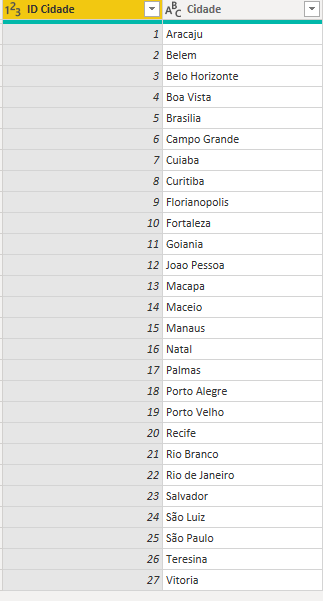 1²3 ID Cidade ABC Cidade
1 Aracaju
2 Belem
3 Belo Horizonte
4 Boa Vista
5 Brasilia
6 Campo Grande
7 Cuiaba
8 Curitiba
9 Florianopolis
10 Fortaleza
11 Goiania
12 Joao Pessoa
13 Macapa
14 Maceio
15 Manaus
16 Natal
17 Palmas
18 Porto Alegre
19 Porto Velho
20 Recife
21 Rio Branco
22 Rio de Janeiro
23 Salvador
24 São Luiz
25 São Paulo
26 Teresina
27 Vitoria